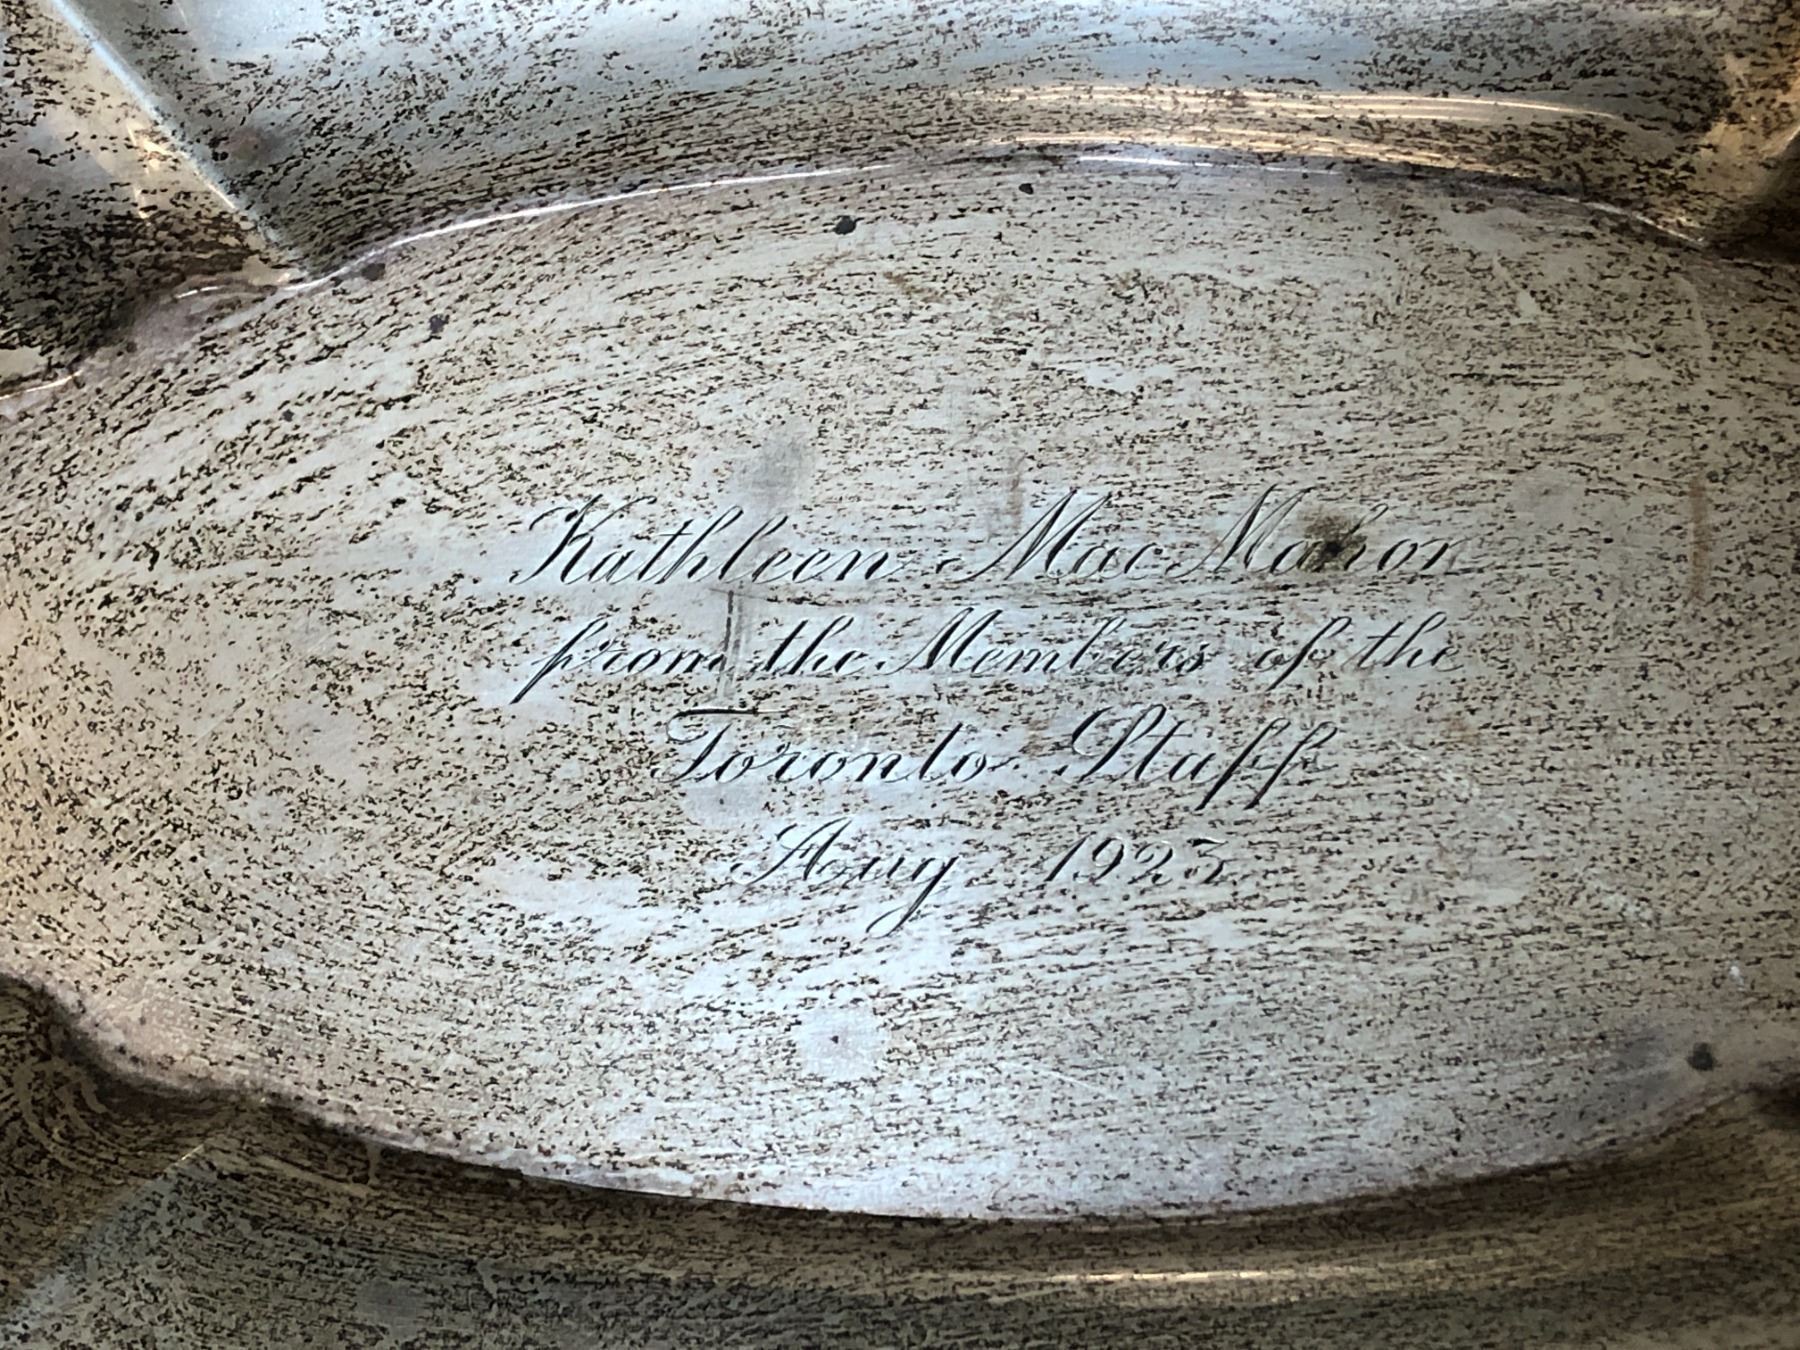 Kathleen MacMahon
from the Members of the
Toronto Staff
Aug 1923